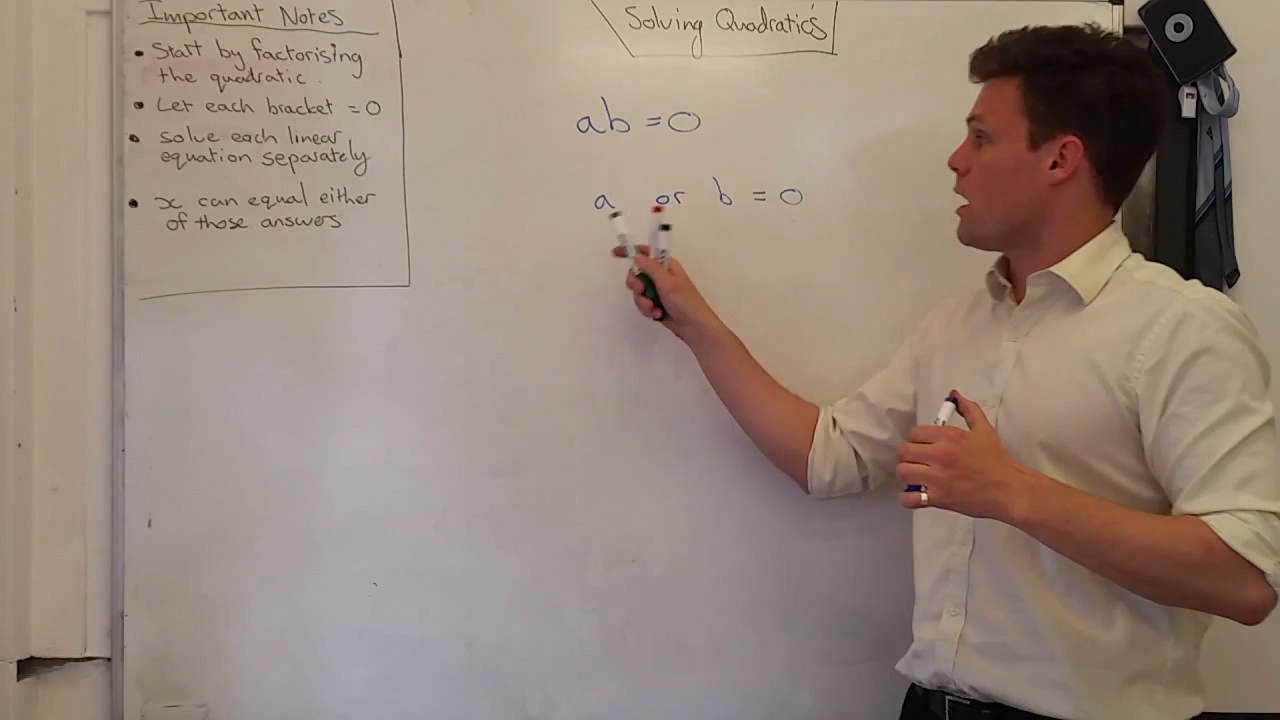 Important Notes
• Start by factorising
the quadratic.
• Let each bracket = 0
• solve each linear
equation separately
• x can equal either
of those answers
Solving Quadratics
ab = 0
a or b = 0